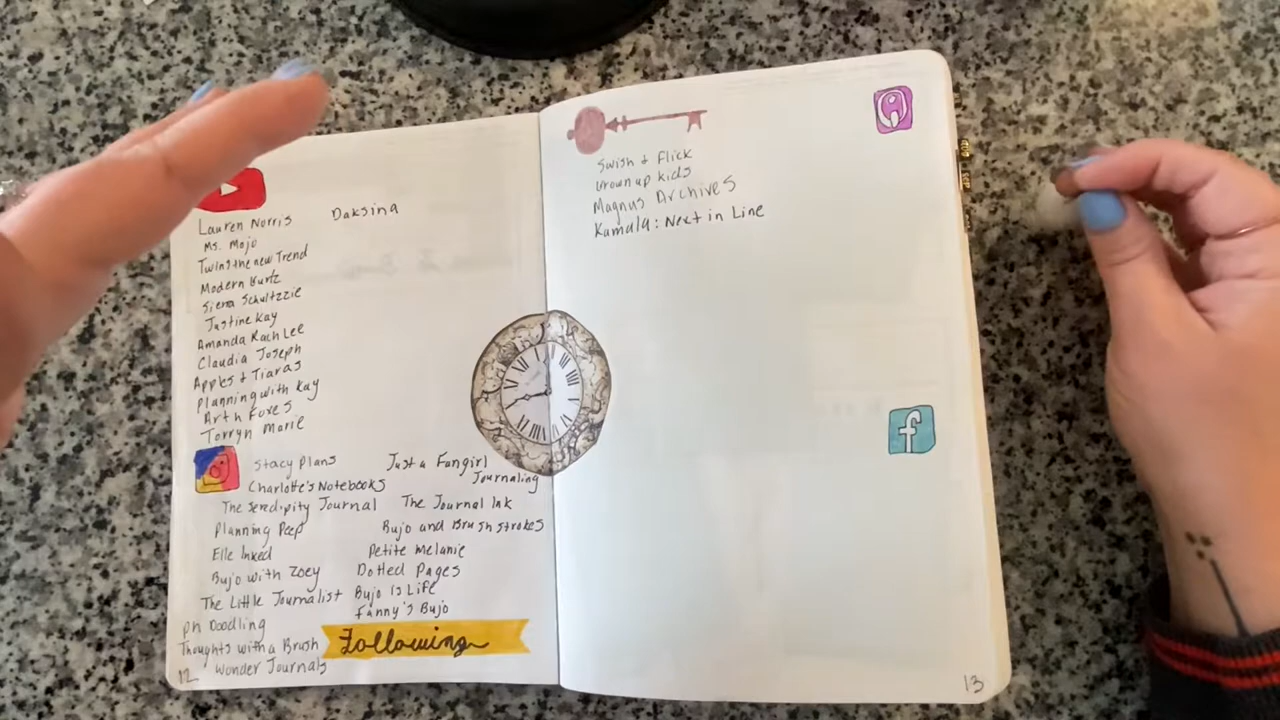 Lauren Norris Daksina
Ms. Mojo
Twins the new Trend
Modern Gurlz
Sierra Schultzzie
Justine Kay
Amanda Rach Lee
Claudia Joseph
Apples & Tiaras
Planning with Kay
Arth Foxes
Torryn Marie
Stacy Plans Just a Fangirl
Charlotte's Notebooks Journaling
The Seredipity Journal The Journal Ink
Planning Peep Bujo and Brush strokes
Elle Inked Petite Melanie
Bujo with Zoey Dotted Pages
The Little Journalist Bujo Is Life
pn Doodling Fanny's Bujo
Thoughts with a Brush Following
Wonder Journals
12
Swish & Flick
Grown up kids
Magnus Archives
Kamala: Next in Line
f
13